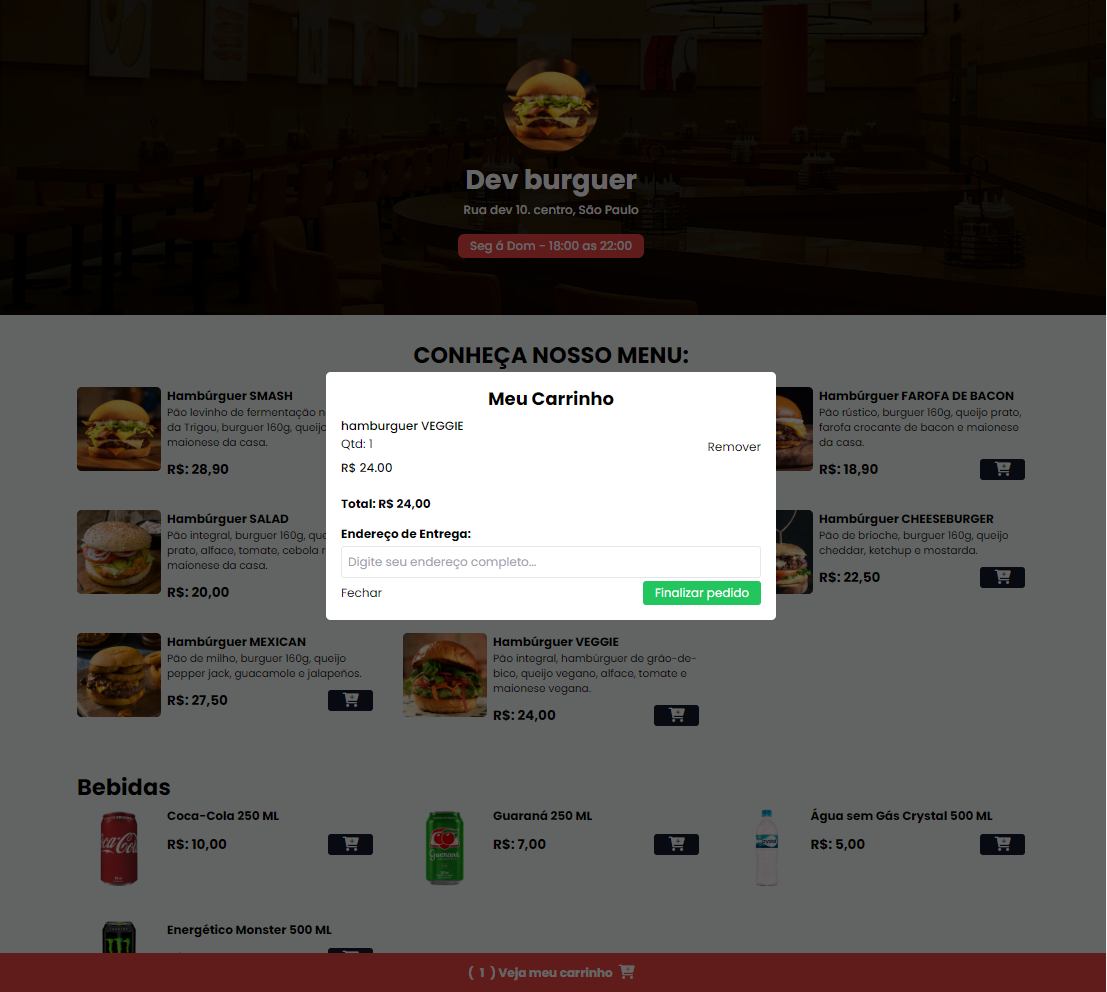 Dev burguer
Rua dev 10. centro, São Paulo
Seg á Dom - 18:00 as 22:00
CONHEÇA NOSSO MENU:
Hambúrguer SMASH
Pão levinho de fermentação
da Trigou, burguer 160g, queijo
maionese da casa.
R$: 28,90
Hambúrguer FAROFA DE BACON
Pão rústico, burguer 160g, queijo prato,
farofa crocante de bacon e maionese
da casa.
R$: 18,90
Meu Carrinho
hamburguer VEGGIE
Qtd: 1
Remover
R$ 24.00
Total: R$ 24,00
Endereço de Entrega:
Digite seu endereço completo...
Fechar
Finalizar pedido
Hambúrguer SALAD
Pão integral, burguer 160g,
prato, alface, tomate, cebola
maionese da casa.
R$: 20,00
Hambúrguer CHEESEBURGER
Pão de brioche, burguer 160g, queijo
cheddar, ketchup e mostarda.
R$: 22,50
Hambúrguer MEXICAN
Pão de milho, burguer 160g, queijo
pepper jack, guacamole e jalapeños.
R$: 27,50
Hambúrguer VEGGIE
Pão integral, hambúrguer de grão-de-
bico, queijo vegano, alface, tomate e
maionese vegana.
R$: 24,00
Bebidas
Coca-Cola 250 ML
R$: 10,00
Guaraná 250 ML
R$: 7,00
Água sem Gás Crystal 500 ML
R$: 5,00
Energético Monster 500 ML
( 1 ) Veja meu carrinho